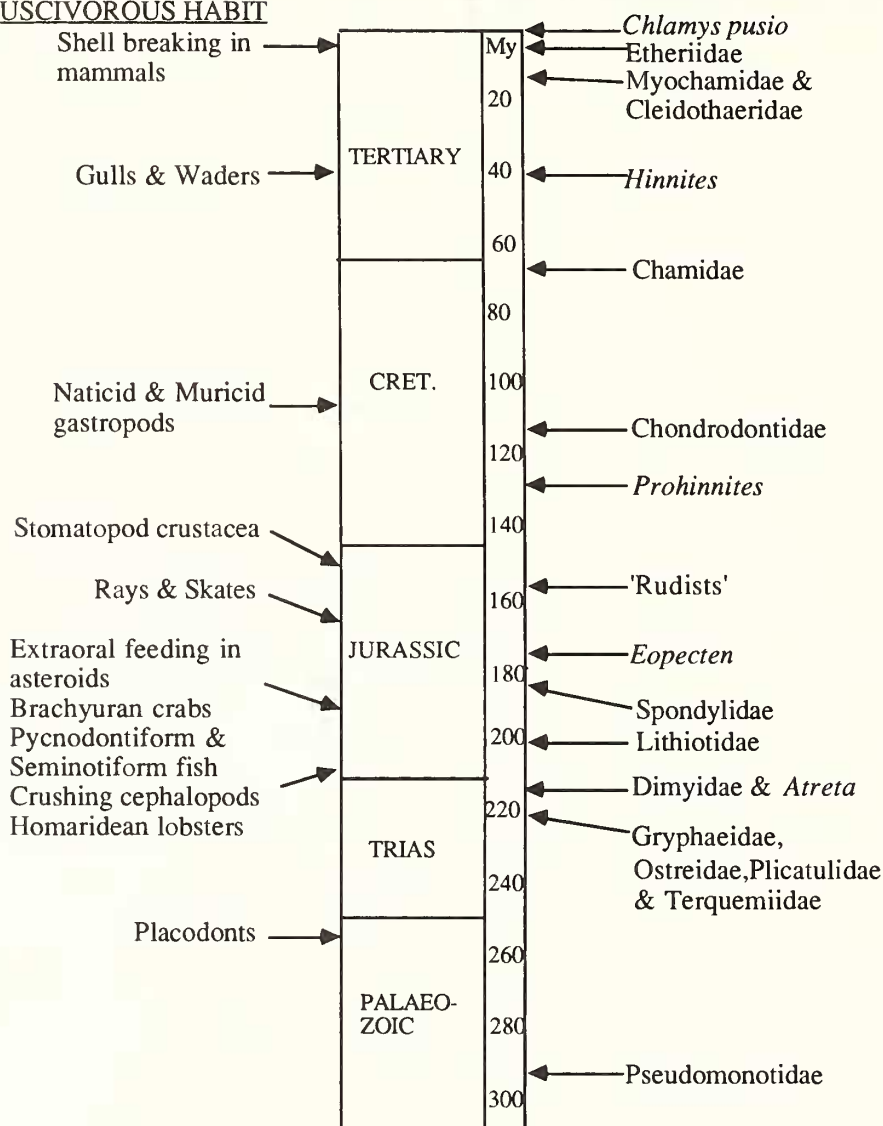 USCIVOROUS HABIT
Shell breaking in
mammals
Gulls & Waders
Naticid & Muricid
gastropods
Stomatopod crustacea
Rays & Skates
Extraoral feeding in
asteroids
Brachyuran crabs
Pycnodontiform &
Seminotiform fish
Crushing cephalopods
Homaridean lobsters
Placodonts
TERTIARY
CRET.
JURASSIC
TRIAS
PALAEO-
ZOIC
My
20
40
60
80
100
120
140
160
180
200
220
240
260
280
300
Chlamys pusio
Etheriidae
Myochamidae &
Cleidothaeridae
Hinnites
Chamidae
Chondrodontidae
Prohinnites
'Rudists'
Eopecten
Spondylidae
Lithiotidae
Dimyidae & Atreta
Gryphaeidae,
Ostreidae,Plicatulidae
& Terquemiidae
Pseudomonotidae